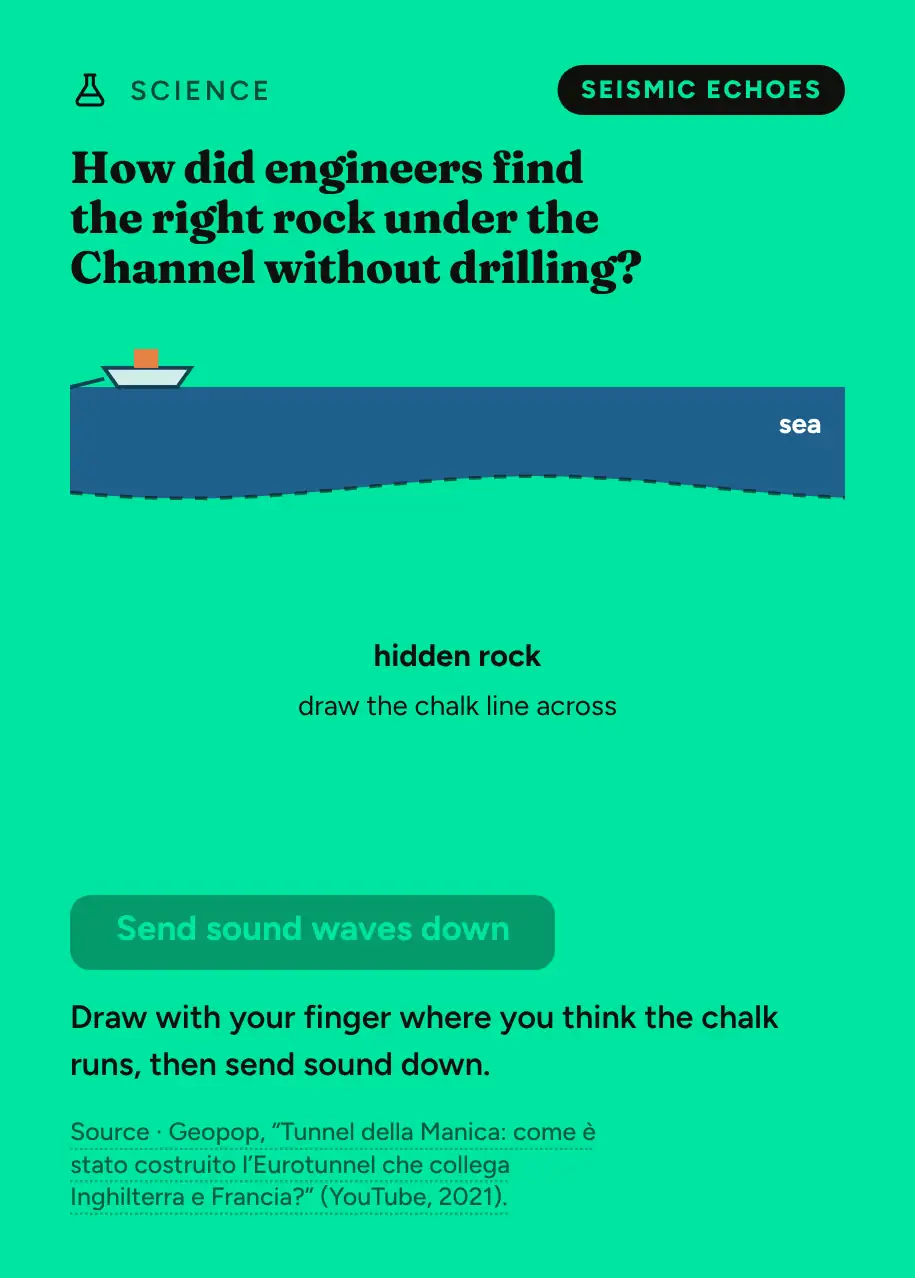 SCIENCE
SEISMIC ECHOES
How did engineers find
the right rock under the
Channel without drilling?
sea
hidden rock
draw the chalk line across
Send sound waves down
Draw with your finger where you think the chalk
runs, then send sound down.
Source · Geopop, “Tunnel della Manica: come è
stato costruito l’Eurotunnel che collega
Inghilterra e Francia?” (YouTube, 2021).